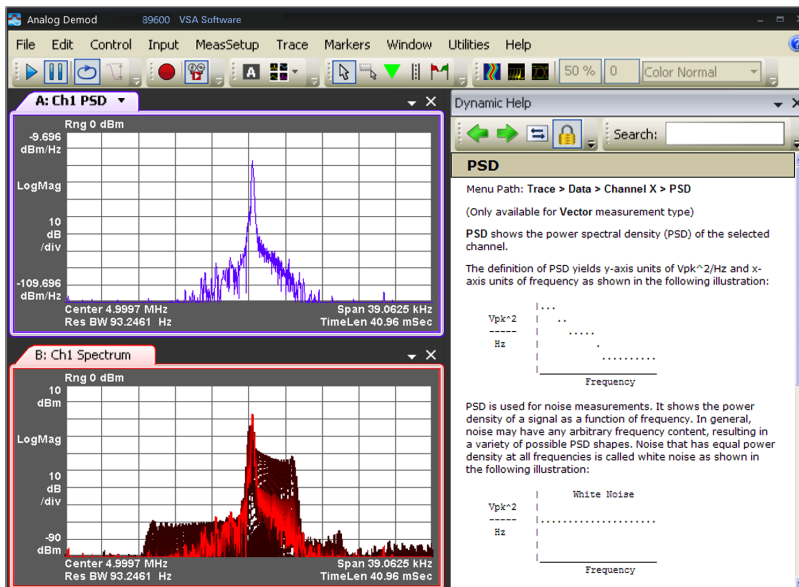 Analog Demod 89600 VSA Software
File Edit Control Input MeasSetup Trace Markers Window Utilities Help
A 50 % 0 Color Normal
A: Ch1 PSD
Rng 0 dBm
-9.696
dBm/Hz
LogMag
10
dB
/div
-109.696
dBm/Hz
Center 4.9997 MHz Span 39.0625 kHz
Res BW 93.2461 Hz TimeLen 40.96 mSec
B: Ch1 Spectrum
Rng 0 dBm
10
dBm
LogMag
10
dB
/div
-90
dBm
Center 4.9997 MHz Span 39.0625 kHz
Res BW 93.2461 Hz TimeLen 40.96 mSec
Dynamic Help
Search:
PSD
Menu Path: Trace > Data > Channel X > PSD
(Only available for Vector measurement type)
PSD shows the power spectral density (PSD) of the selected
channel.
The definition of PSD yields y-axis units of Vpk^2/Hz and x-
axis units of frequency as shown in the following illustration:
Vpk^2
-----
Hz
Frequency
PSD is used for noise measurements. It shows the power
density of a signal as a function of frequency. In general,
noise may have any arbitrary frequency content, resulting in
a variety of possible PSD shapes. Noise that has equal power
density at all frequencies is called white noise as shown in
the following illustration:
White Noise
Vpk^2
-----
Hz
Frequency